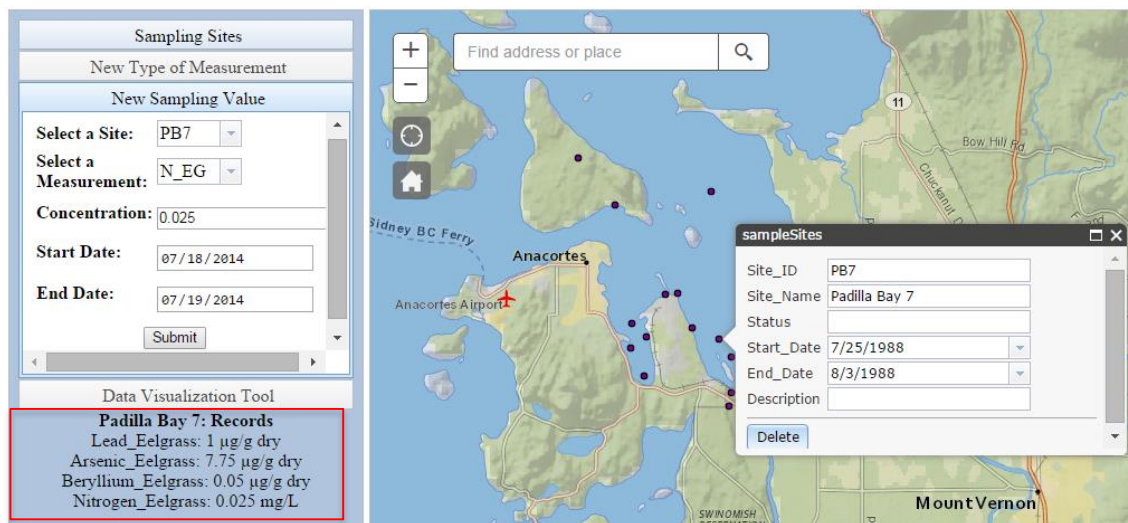 Sampling Sites
New Type of Measurement
New Sampling Value
Select a Site: PB7
Select a Measurement: N_EG
Concentration: 0.025
Start Date: 07/18/2014
End Date: 07/19/2014
Submit
Data Visualization Tool
Padilla Bay 7: Records
Lead_Eelgrass: 1 µg/g dry
Arsenic_Eelgrass: 7.75 µg/g dry
Beryllium_Eelgrass: 0.05 µg/g dry
Nitrogen_Eelgrass: 0.025 mg/L
+
Find address or place
−
11
Bow Hill Rd
Chuckanut
Sidney BC Ferry
Anacortes
Anacortes Airport
sampleSites
Site_ID PB7
Site_Name Padilla Bay 7
Status
Start_Date 7/25/1988
End_Date 8/3/1988
Description
Delete
Mount Vernon
SWINOMISH